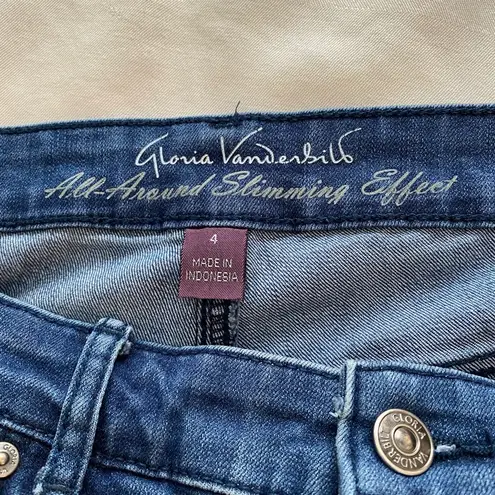 Gloria Vanderbilt
All-Around Slimming Effect
4
MADE IN
INDONESIA
GLORIA
VANDERBILT